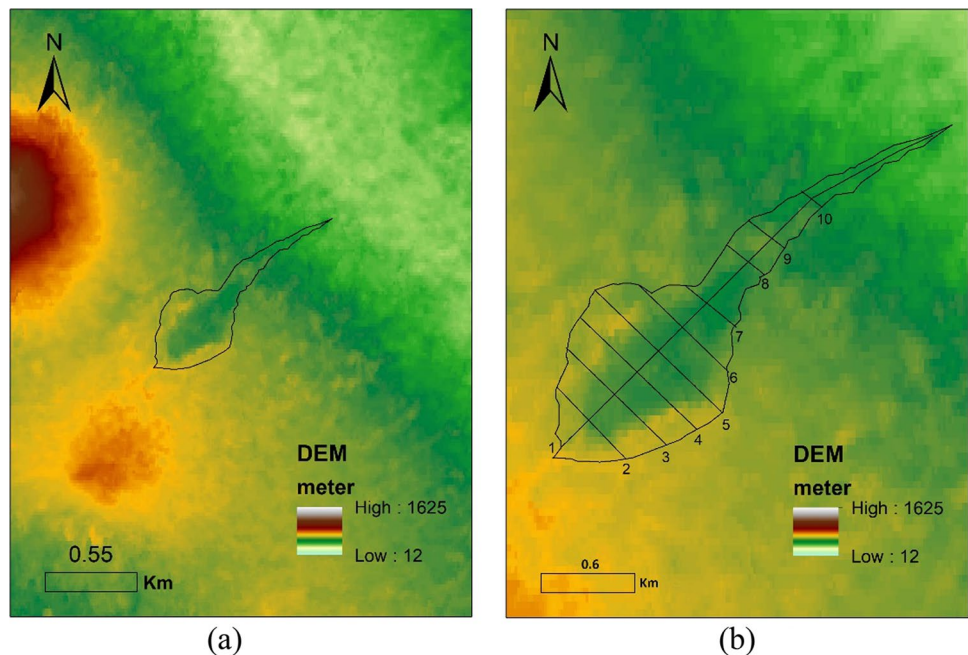 N
DEM
meter
High : 1625
Low : 12
0.55
Km
(a)
N
10
9
8
7
6
5
4
3
2
1
DEM
meter
High : 1625
Low : 12
0.6
Km
(b)